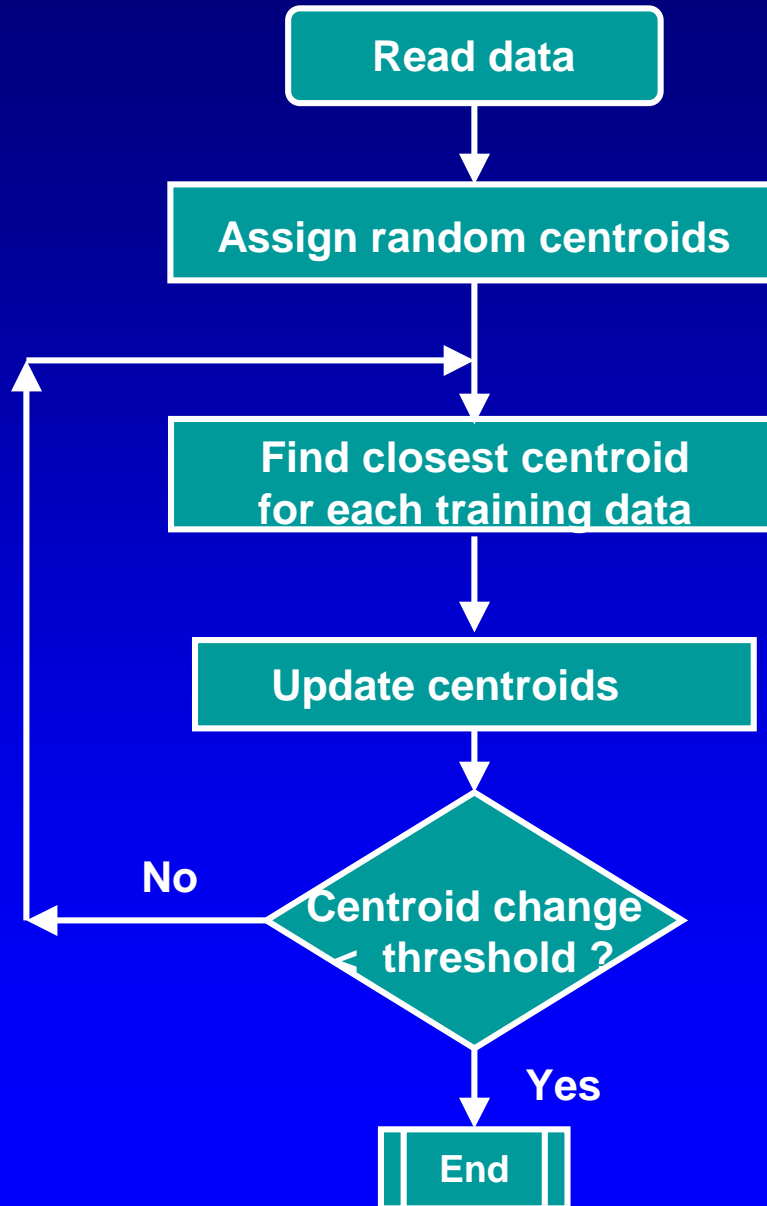 Read data
Assign random centroids
Find closest centroid
for each training data
Update centroids
No
Centroid change
< threshold ?
Yes
End